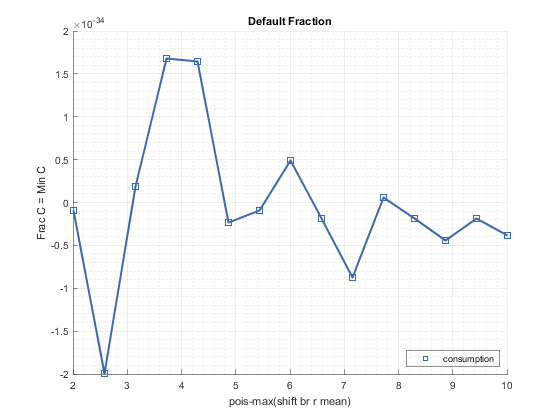 Default Fraction
×10-34
2
1.5
1
0.5
0
-0.5
-1
-1.5
-2
Frac C = Min C
2 3 4 5 6 7 8 9 10
pois-max(shift br r mean)
consumption